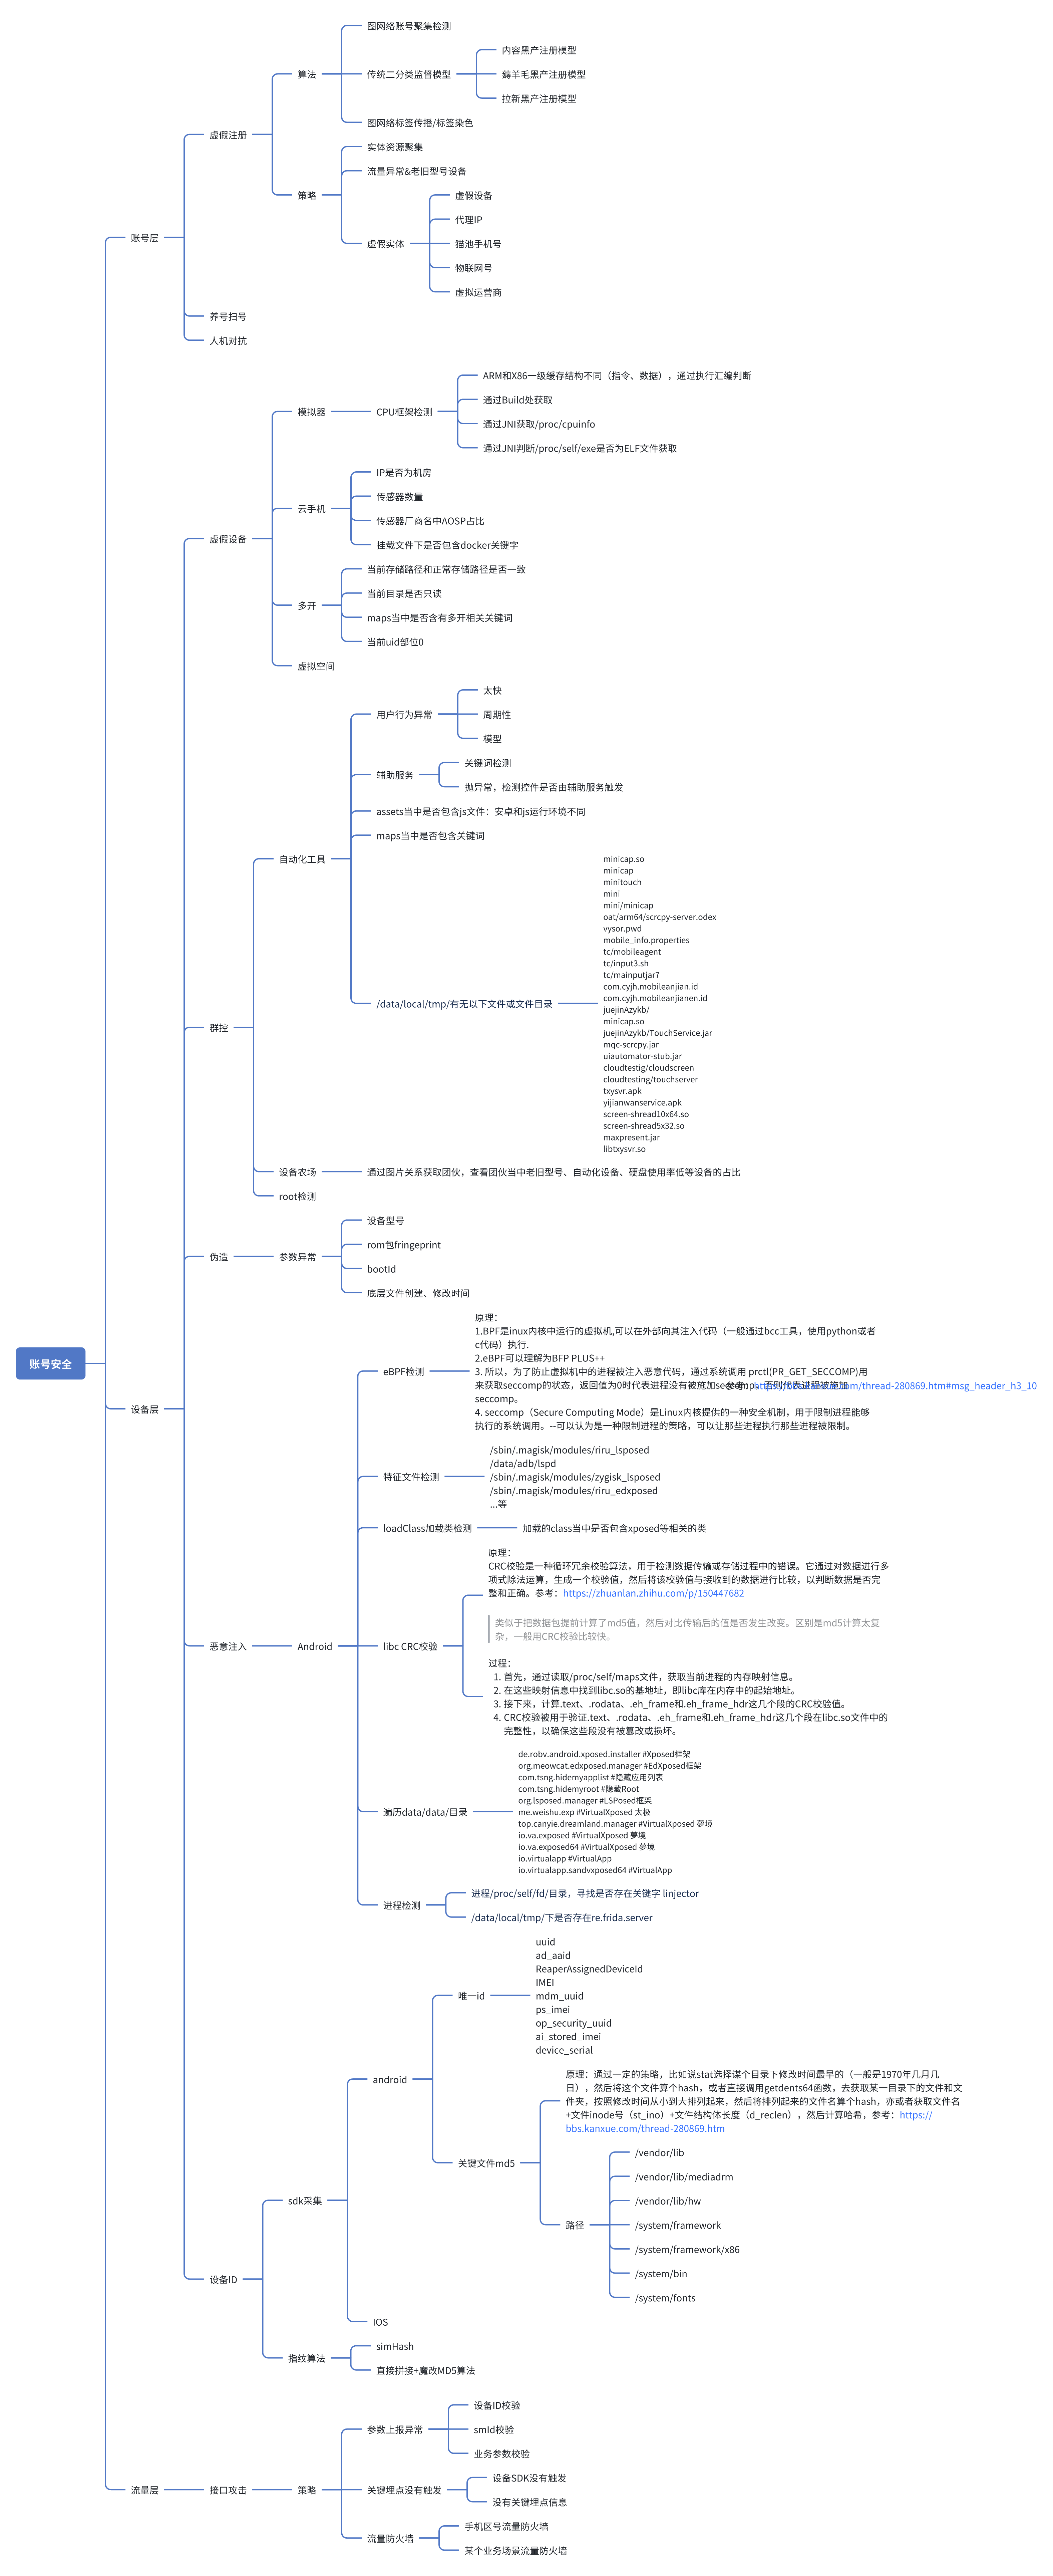 账号安全
账号层
虚假注册
算法
图网络账号聚集检测
传统二分类监督模型
内容黑产注册模型
薅羊毛黑产注册模型
拉新黑产注册模型
图网络标签传播/标签染色
策略
实体资源聚集
流量异常&老旧型号设备
虚假实体
虚假设备
代理IP
猫池手机号
物联网号
虚拟运营商
养号扫号
人机对抗
设备层
虚假设备
模拟器
CPU框架检测
ARM和X86一级缓存结构不同（指令、数据），通过执行汇编判断
通过Build处获取
通过JNI获取/proc/cpuinfo
通过JNI判断/proc/self/exe是否为ELF文件获取
云手机
IP是否为机房
传感器数量
传感器厂商名中AOSP占比
挂载文件下是否包含docker关键字
多开
当前存储路径和正常存储路径是否一致
当前目录是否只读
maps当中是否含有多开相关关键词
当前uid部位0
虚拟空间
群控
自动化工具
用户行为异常
太快
周期性
模型
辅助服务
关键词检测
抛异常，检测控件是否由辅助服务触发
assets当中是否包含js文件：安卓和js运行环境不同
maps当中是否包含关键词
/data/local/tmp/有无以下文件或文件目录
minicap.so
minicap
minitouch
mini
mini/minicap
oat/arm64/scrcpy-server.odex
vysor.pwd
mobile_info.properties
tc/mobileagent
tc/input3.sh
tc/mainputjar7
com.cyjh.mobileanjian.id
com.cyjh.mobileanjianen.id
juejinAzykb/
minicap.so
juejinAzykb/TouchService.jar
mqc-scrcpy.jar
uiautomator-stub.jar
cloudtestig/cloudscreen
cloudtesting/touchserver
txysvr.apk
yijianwanservice.apk
screen-shread10x64.so
screen-shread5x32.so
maxpresent.jar
libtxysvr.so
设备农场
通过图片关系获取团伙，查看团伙当中老旧型号、自动化设备、硬盘使用率低等设备的占比
root检测
伪造
参数异常
设备型号
rom包fringeprint
bootId
底层文件创建、修改时间
恶意注入
Android
eBPF检测
原理：
1.BPF是inux内核中运行的虚拟机,可以在外部向其注入代码（一般通过bcc工具，使用python或者
c代码）执行.
2.eBPF可以理解为BFP PLUS++
3. 所以，为了防止虚拟机中的进程被注入恶意代码，通过系统调用 prctl(PR_GET_SECCOMP)用
来获取seccomp的状态，返回值为0时代表进程没有被施加seccomp，否则代表进程被施加
seccomp。
4. seccomp（Secure Computing Mode）是Linux内核提供的一种安全机制，用于限制进程能够
执行的系统调用。--可以认为是一种限制进程的策略，可以让那些进程执行那些进程被限制。
com/thread-280869.htm#msg_header_h3_10
特征文件检测
/sbin/.magisk/modules/riru_lsposed
/data/adb/lspd
/sbin/.magisk/modules/zygisk_lsposed
/sbin/.magisk/modules/riru_edxposed
...等
loadClass加载类检测
加载的class当中是否包含xposed等相关的类
libc CRC校验
原理：
CRC校验是一种循环冗余校验算法，用于检测数据传输或存储过程中的错误。它通过对数据进行多
项式除法运算，生成一个校验值，然后将该校验值与接收到的数据进行比较，以判断数据是否完
整和正确。参考：https://zhuanlan.zhihu.com/p/150447682
类似于把数据包提前计算了md5值，然后对比传输后的值是否发生改变。区别是md5计算太复
杂，一般用CRC校验比较快。
过程：
1. 首先，通过读取/proc/self/maps文件，获取当前进程的内存映射信息。
2. 在这些映射信息中找到libc.so的基地址，即libc库在内存中的起始地址。
3. 接下来，计算.text、.rodata、.eh_frame和.eh_frame_hdr这几个段的CRC校验值。
4. CRC校验被用于验证.text、.rodata、.eh_frame和.eh_frame_hdr这几个段在libc.so文件中的
完整性，以确保这些段没有被篡改或损坏。
遍历data/data/目录
de.robv.android.xposed.installer #Xposed框架
org.meowcat.edxposed.manager #EdXposed框架
com.tsng.hidemyapplist #隐藏应用列表
com.tsng.hidemyroot #隐藏Root
org.lsposed.manager #LSPosed框架
me.weishu.exp #VirtualXposed 太极
top.canyie.dreamland.manager #VirtualXposed 夢境
io.va.exposed #VirtualXposed 夢境
io.va.exposed64 #VirtualXposed 夢境
io.virtualapp #VirtualApp
io.virtualapp.sandvxposed64 #VirtualApp
进程检测
进程/proc/self/fd/目录，寻找是否存在关键字 linjector
/data/local/tmp/下是否存在re.frida.server
设备ID
sdk采集
android
唯一id
uuid
ad_aaid
ReaperAssignedDeviceId
IMEI
mdm_uuid
ps_imei
op_security_uuid
ai_stored_imei
device_serial
关键文件md5
原理：通过一定的策略，比如说stat选择谋个目录下修改时间最早的（一般是1970年几月几
日），然后将这个文件算个hash，或者直接调用getdents64函数，去获取某一目录下的文件和文
件夹，按照修改时间从小到大排列起来，然后将排列起来的文件名算个hash，亦或者获取文件名
+文件inode号（st_ino）+文件结构体长度（d_reclen），然后计算哈希，参考：https://
bbs.kanxue.com/thread-280869.htm
路径
/vendor/lib
/vendor/lib/mediadrm
/vendor/lib/hw
/system/framework
/system/framework/x86
/system/bin
/system/fonts
IOS
指纹算法
simHash
直接拼接+魔改MD5算法
流量层
接口攻击
策略
参数上报异常
设备ID校验
smId校验
业务参数校验
关键埋点没有触发
设备SDK没有触发
没有关键埋点信息
流量防火墙
手机区号流量防火墙
某个业务场景流量防火墙